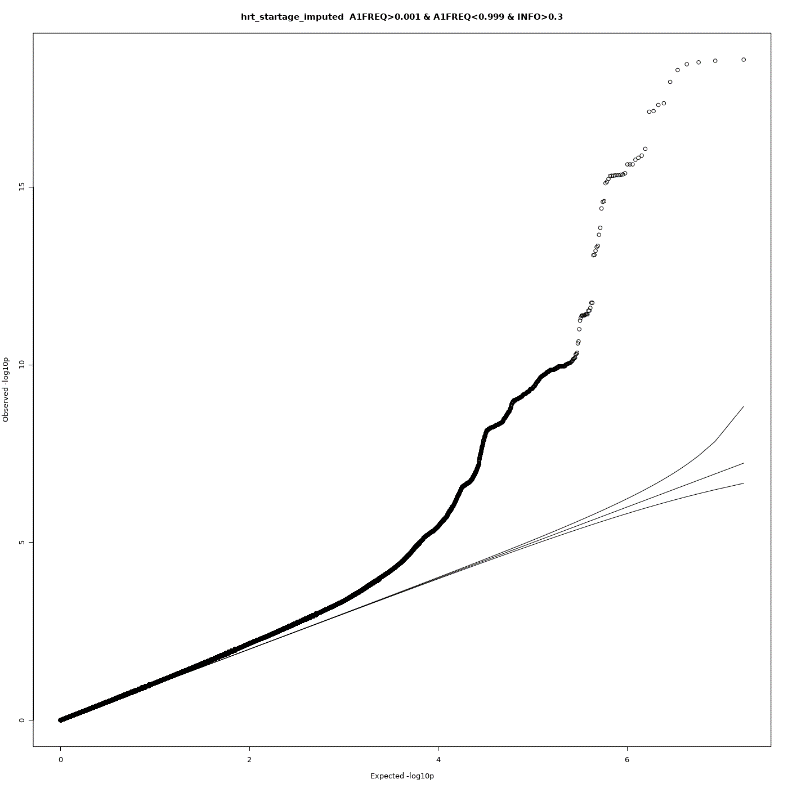 hrt_startage_imputed A1FREQ>0.001 & A1FREQ<0.999 & INFO>0.3
15
10
5
0
Observed -log10p
0 2 4 6
Expected -log10p